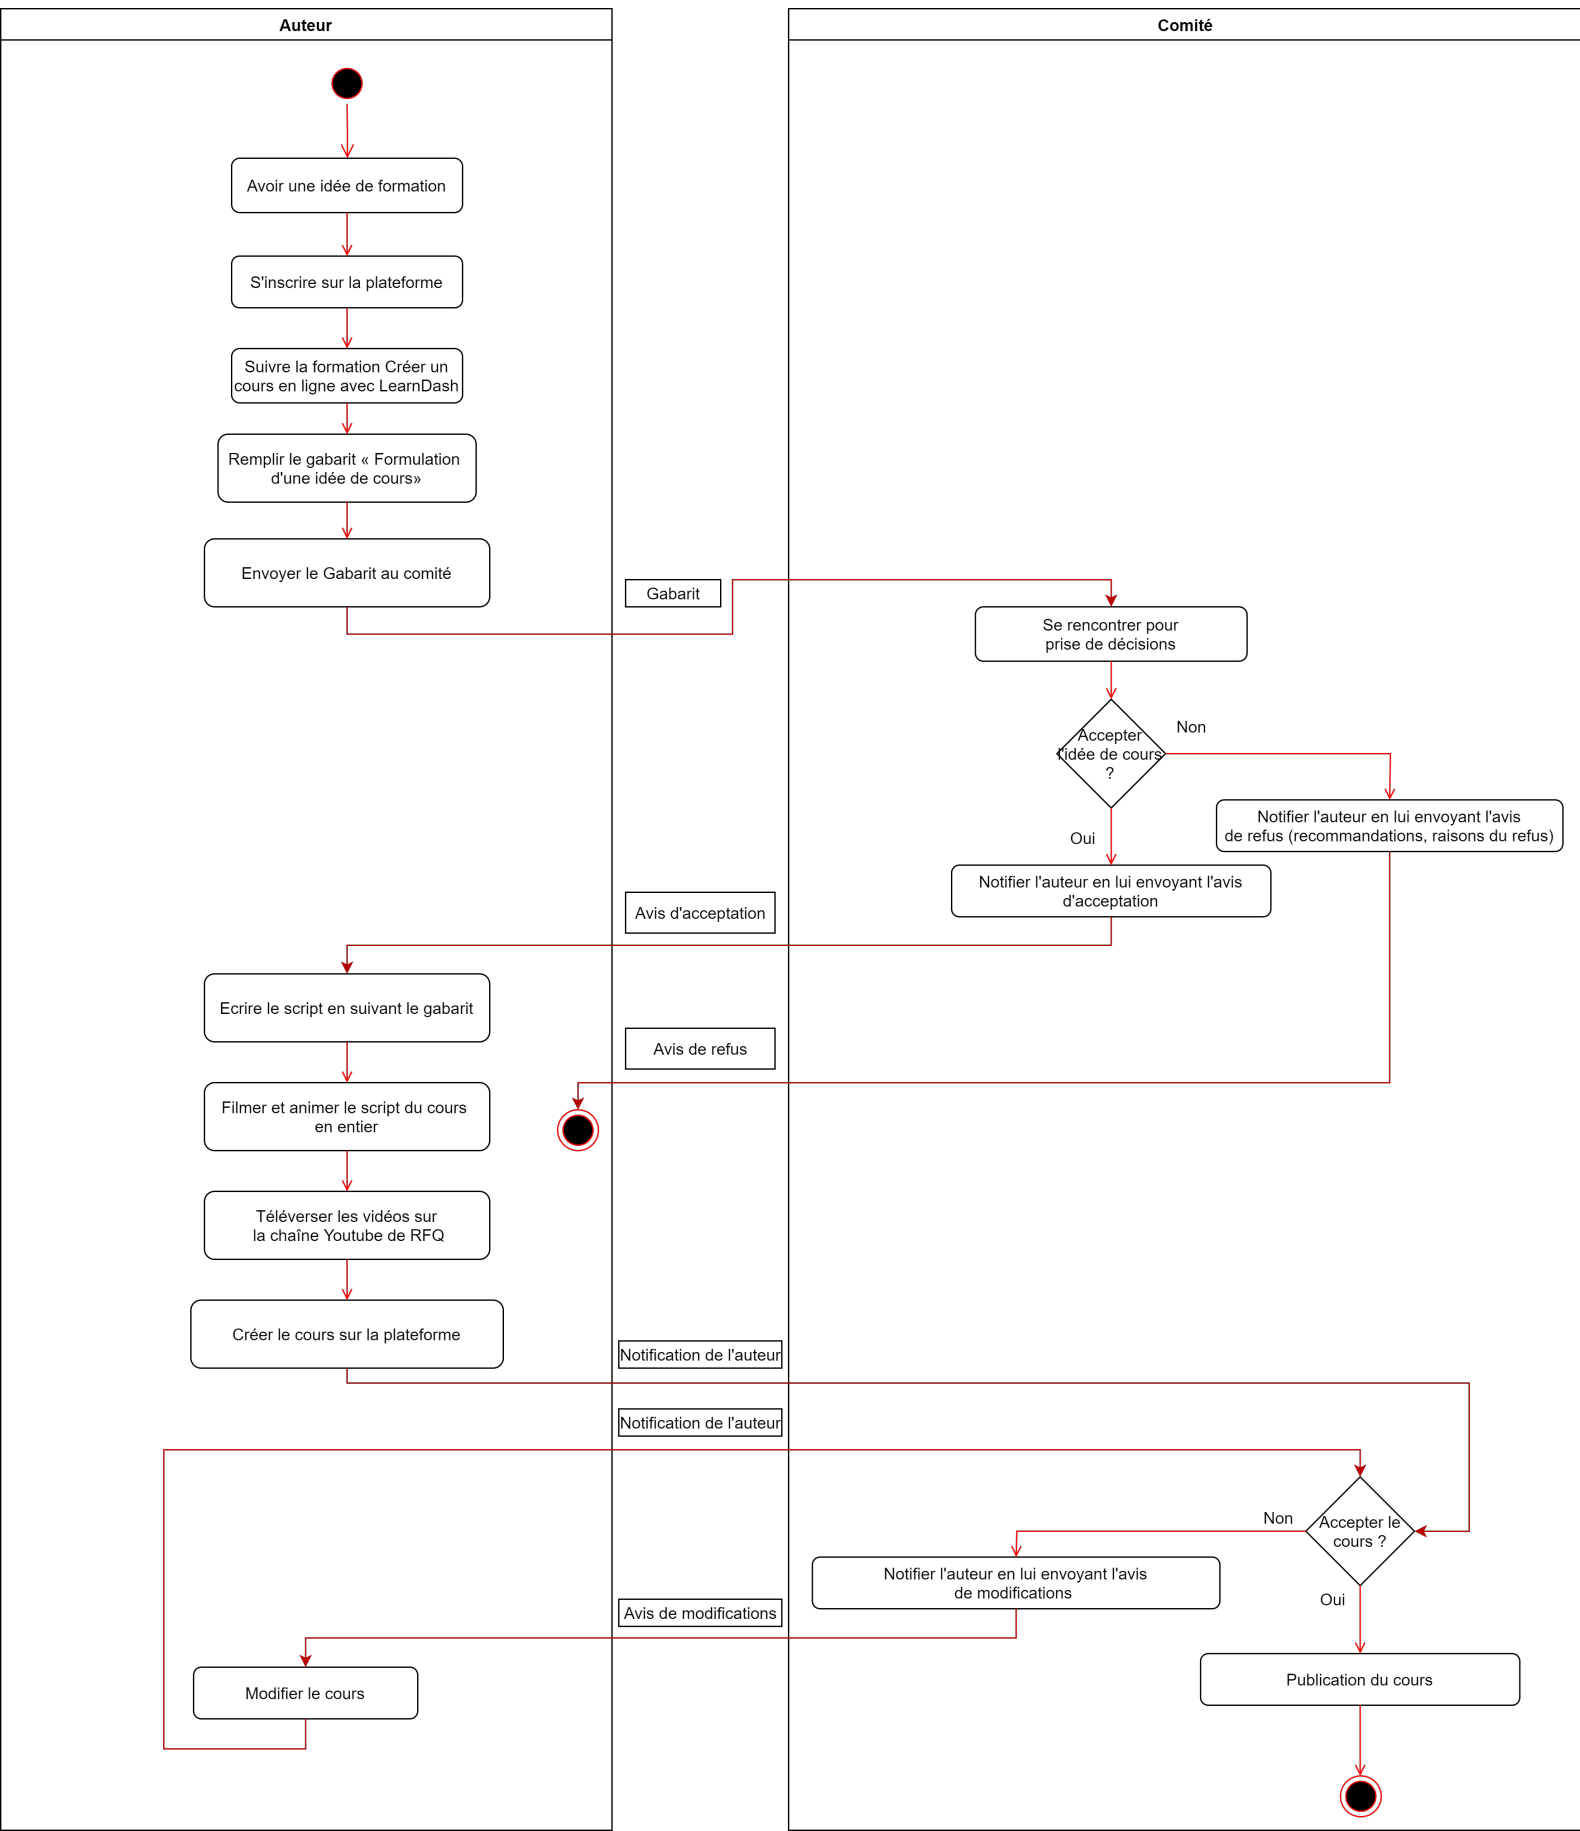 Auteur
Comité
Avoir une idée de formation
S'inscrire sur la plateforme
Suivre la formation Créer un
cours en ligne avec LearnDash
Remplir le gabarit « Formulation
d'une idée de cours»
Envoyer le Gabarit au comité
Gabarit
Se rencontrer pour
prise de décisions
Accepter
l'idée de cours
?
Non
Oui
Notifier l'auteur en lui envoyant l'avis
de refus (recommandations, raisons du refus)
Notifier l'auteur en lui envoyant l'avis
d'acceptation
Avis d'acceptation
Ecrire le script en suivant le gabarit
Avis de refus
Filmer et animer le script du cours
en entier
Téléverser les vidéos sur
la chaîne Youtube de RFQ
Créer le cours sur la plateforme
Notification de l'auteur
Notification de l'auteur
Non
Accepter le
cours ?
Oui
Notifier l'auteur en lui envoyant l'avis
de modifications
Avis de modifications
Modifier le cours
Publication du cours